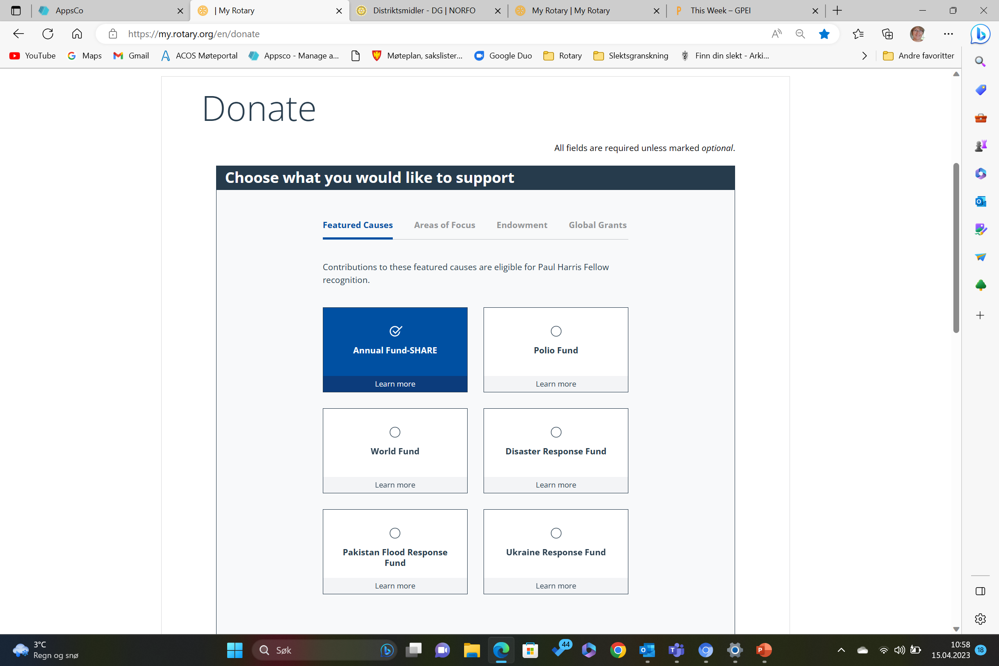 AppsCo
| My Rotary
Distriktsmidler - DG | NORFO
My Rotary | My Rotary
This Week – GPEI
https://my.rotary.org/en/donate
YouTube
Maps
Gmail
ACOS Møteportal
Appsco - Manage a...
Møteplan, sakslister...
Google Duo
Rotary
Slektsgranskning
Finn din slekt - Arki...
Andre favoritter
Donate
All fields are required unless marked optional.
Choose what you would like to support
Featured Causes
Areas of Focus
Endowment
Global Grants
Contributions to these featured causes are eligible for Paul Harris Fellow
recognition.
Annual Fund-SHARE
Learn more
Polio Fund
Learn more
World Fund
Learn more
Disaster Response Fund
Learn more
Pakistan Flood Response
Fund
Learn more
Ukraine Response Fund
Learn more
3°C
Regn og snø
Søk
44
10:58
15.04.2023
18